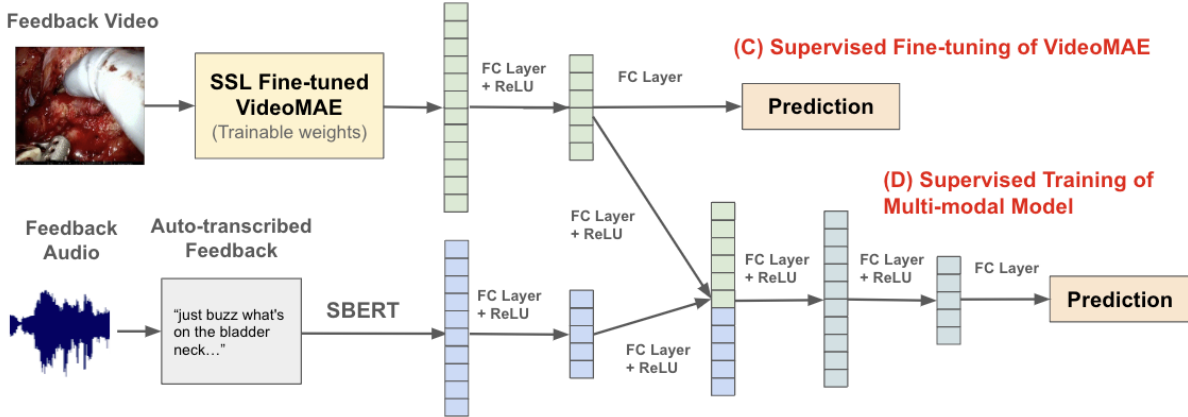 Feedback Video
SSL Fine-tuned
VideoMAE
(Trainable weights)
FC Layer
+ ReLU
FC Layer
(C) Supervised Fine-tuning of VideoMAE
Prediction
(D) Supervised Training of
Multi-modal Model
Feedback
Audio
Auto-transcribed
Feedback
“just buzz what's
on the bladder
neck…”
SBERT
FC Layer
+ ReLU
FC Layer
+ ReLU
FC Layer
+ ReLU
FC Layer
+ ReLU
FC Layer
+ ReLU
FC Layer
Prediction